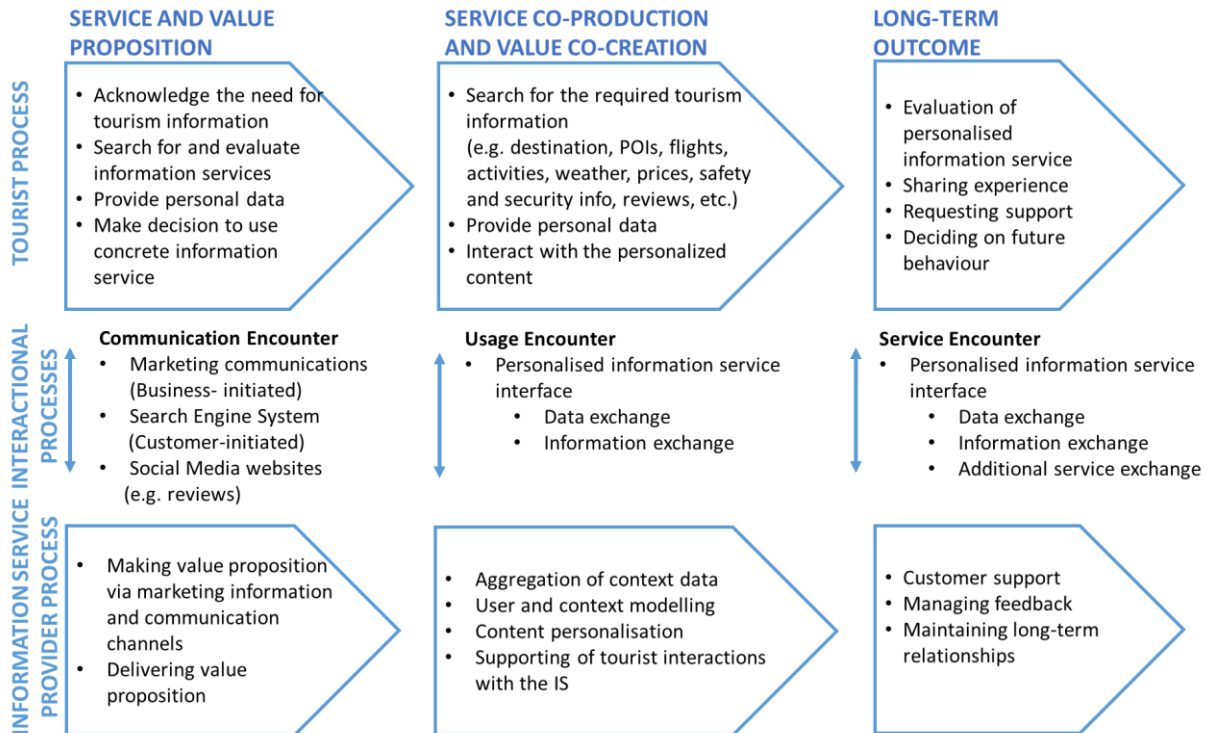 SERVICE AND VALUE
PROPOSITION
SERVICE CO-PRODUCTION
AND VALUE CO-CREATION
LONG-TERM
OUTCOME
TOURIST PROCESS
• Acknowledge the need for
tourism information
• Search for and evaluate
information services
• Provide personal data
• Make decision to use
concrete information
service
• Search for the required tourism
information
(e.g. destination, POIs, flights,
activities, weather, prices, safety
and security info, reviews, etc.)
• Provide personal data
• Interact with the personalized
content
• Evaluation of
personalised
information service
• Sharing experience
• Requesting support
• Deciding on future
behaviour
INTERACTIONAL
PROCESSES
Communication Encounter
• Marketing communications
(Business- initiated)
• Search Engine System
(Customer-initiated)
• Social Media websites
(e.g. reviews)
Usage Encounter
• Personalised information service
interface
• Data exchange
• Information exchange
Service Encounter
• Personalised information service
interface
• Data exchange
• Information exchange
• Additional service exchange
INFORMATION SERVICE
PROVIDER PROCESS
• Making value proposition
via marketing information
and communication
channels
• Delivering value
proposition
• Aggregation of context data
• User and context modelling
• Content personalisation
• Supporting of tourist interactions
with the IS
• Customer support
• Managing feedback
• Maintaining long-term
relationships